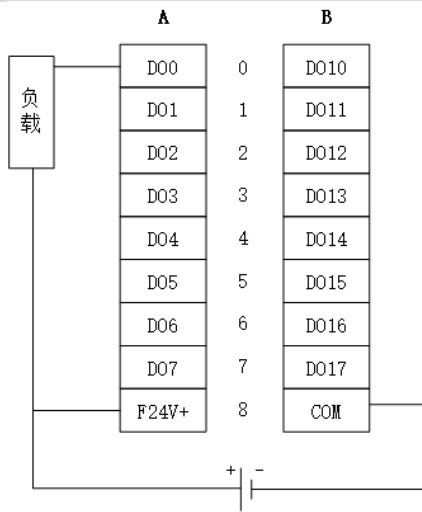 A B
负载
DO0 0 DO10
DO1 1 DO11
DO2 2 DO12
DO3 3 DO13
DO4 4 DO14
DO5 5 DO15
DO6 6 DO16
DO7 7 DO17
F24V+ 8 COM
+ -